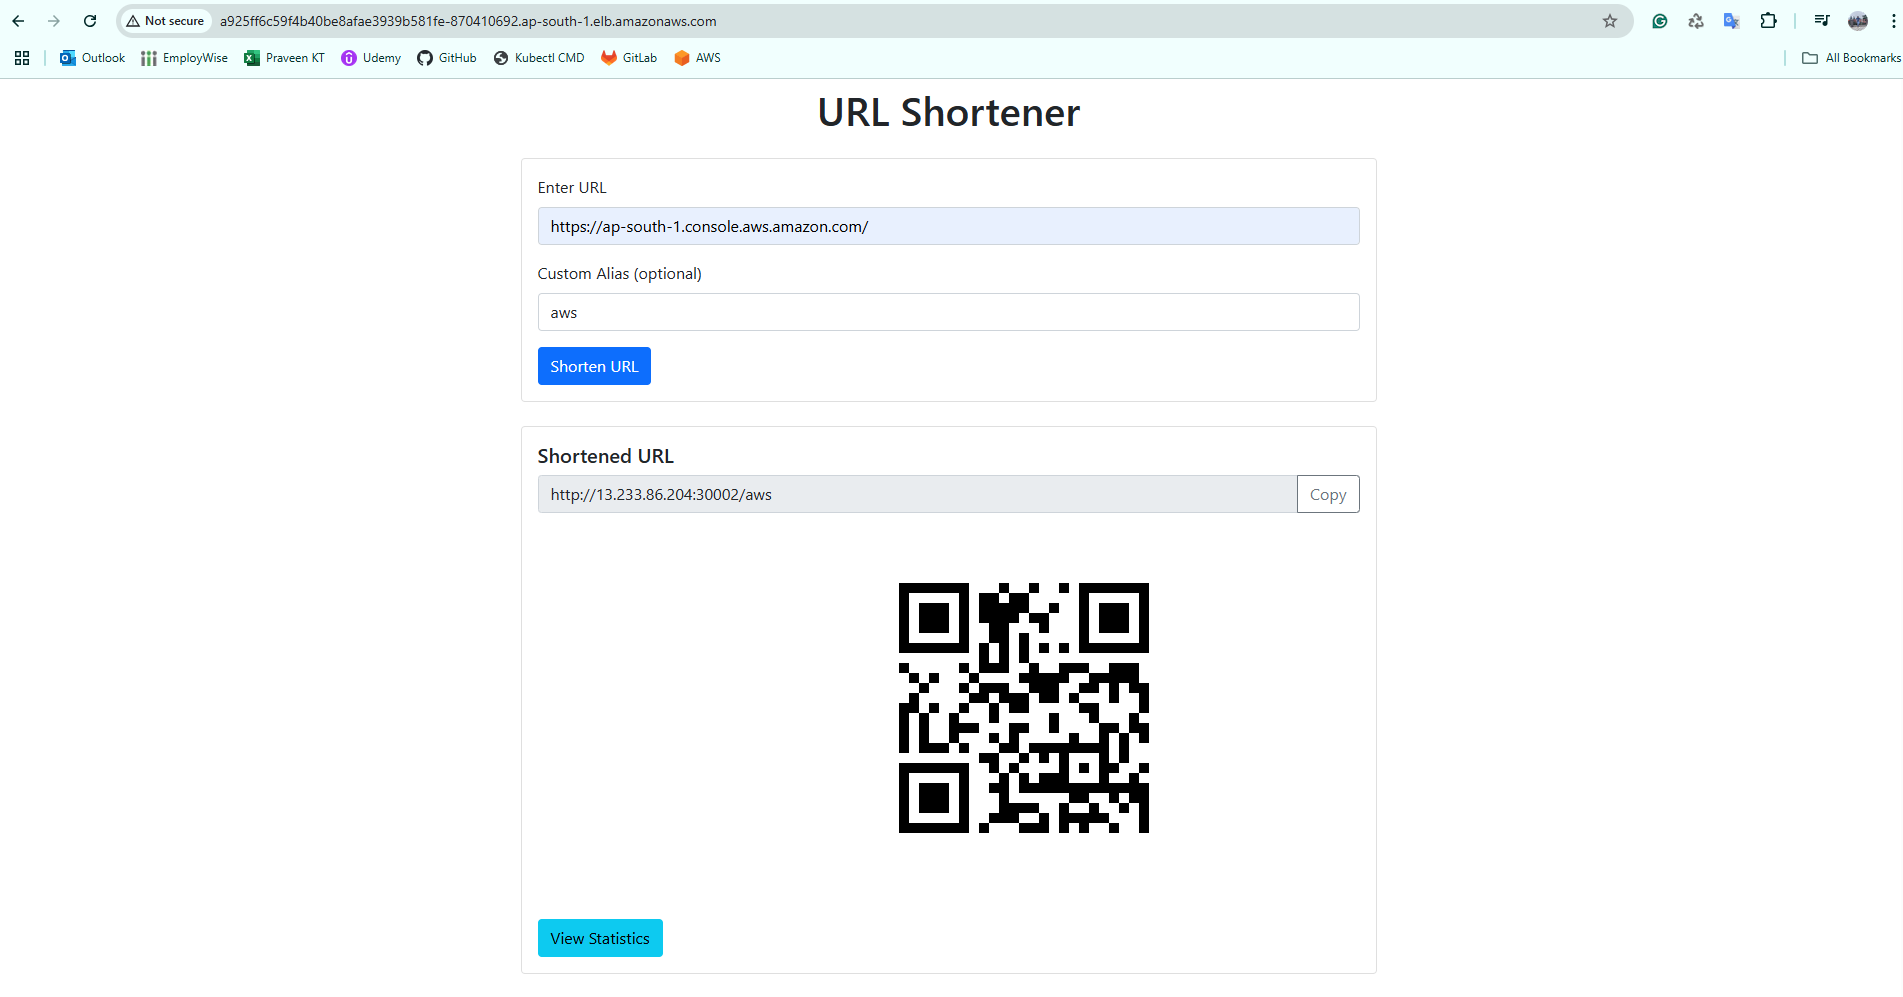 Not secure a925ff6c59f4b40be8afae3939b581fe-870410692.ap-south-1.elb.amazonaws.com
Outlook EmployWise Praveen KT Udemy GitHub Kubectl CMD GitLab AWS All Bookmarks
URL Shortener
Enter URL
https://ap-south-1.console.aws.amazon.com/
Custom Alias (optional)
aws
Shorten URL
Shortened URL
http://13.233.86.204:30002/aws Copy
View Statistics